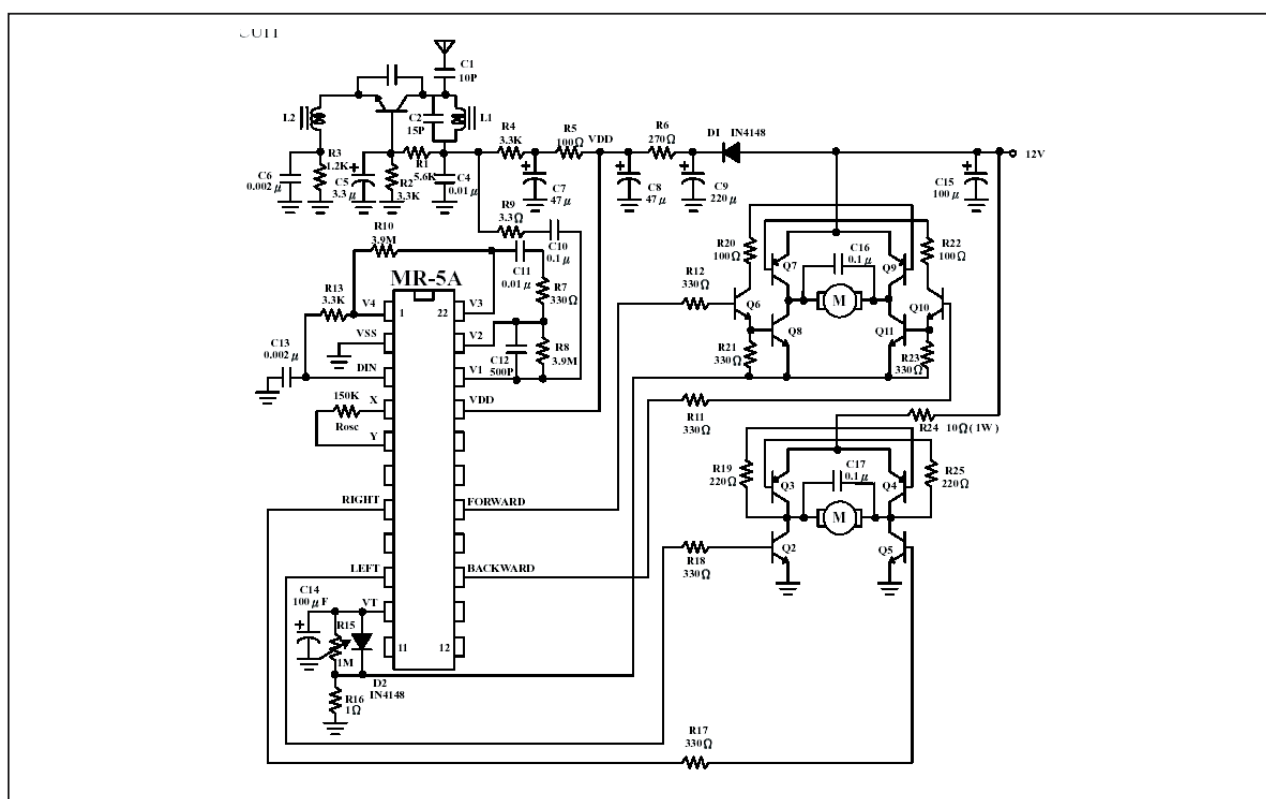 C1
10P
L2
C2
15P
L1
R3
1.2K
R1
5.6K
R2
3.3K
C6
0.002μ
C5
3.3μ
C4
0.01μ
R4
3.3K
R5
100Ω
VDD
R6
270Ω
D1
IN4148
12V
C7
47μ
C8
47μ
C9
220μ
C15
100μ
R9
3.3Ω
C10
0.1μ
R10
3.9M
C11
0.01μ
R7
330Ω
MR-5A
R13
3.3K
V4
1
22
V3
VSS
V2
C13
0.002μ
DIN
V1
C12
500P
R8
3.9M
150K
Rosc
X
VDD
Y
RIGHT
FORWARD
LEFT
BACKWARD
C14
100μF
VT
R15
1M
11
12
D2
IN4148
R16
1Ω
R20
100Ω
Q7
C16
0.1μ
Q9
R22
100Ω
R12
330Ω
Q6
M
Q10
Q8
Q11
R21
330Ω
R23
330Ω
R11
330Ω
R24 10Ω(1W)
R19
220Ω
Q3
C17
0.1μ
Q4
R25
220Ω
M
Q2
Q5
R18
330Ω
R17
330Ω